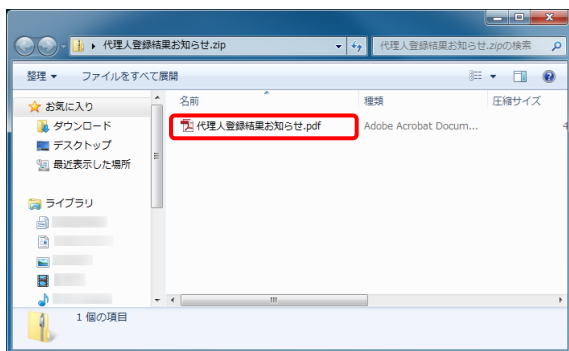 代理人登録結果お知らせ.zip
代理人登録結果お知らせ.zipの検索
整理 ファイルをすべて展開
お気に入り
ダウンロード
デスクトップ
最近表示した場所
ライブラリ
名前 種類 圧縮サイズ
代理人登録結果お知らせ.pdf Adobe Acrobat Docum... 4
1 個の項目